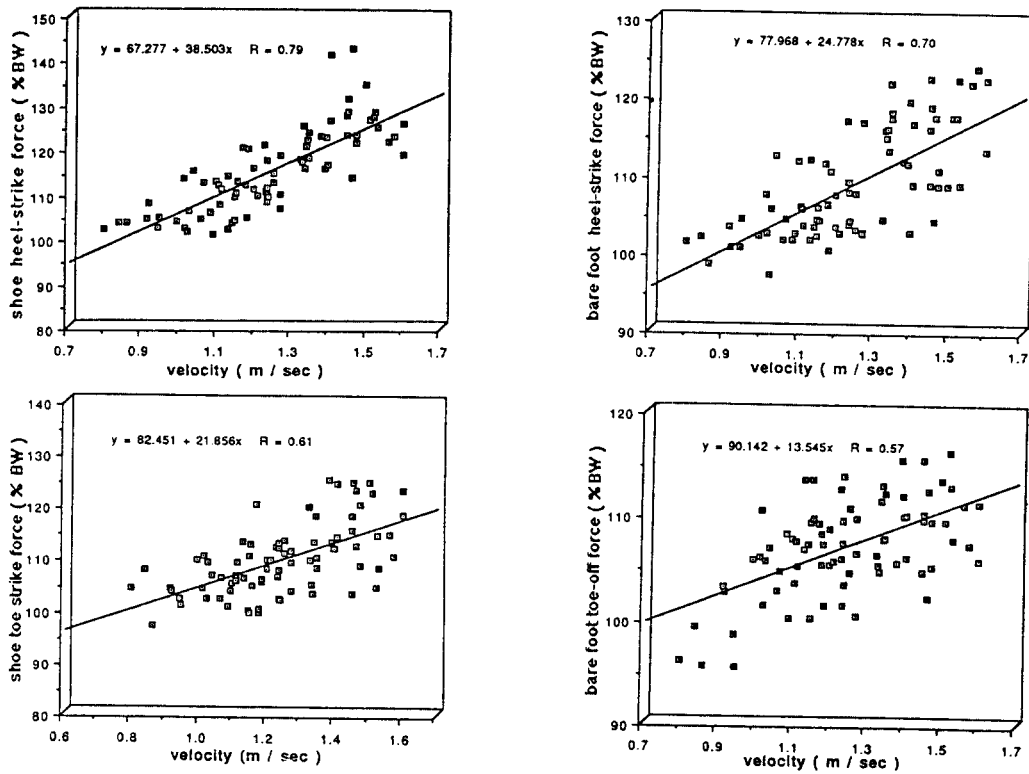 150
140
130
120
110
100
90
80
shoe heel-strike force ( %BW)
y = 67.277 + 38.503x R = 0.79
0.7 0.9 1.1 1.3 1.5 1.7
velocity ( m / sec )
130
120
110
100
90
bare foot heel-strike force ( %BW)
y = 77.968 + 24.778x R = 0.70
0.7 0.9 1.1 1.3 1.5 1.7
velocity ( m / sec )
140
130
120
110
100
90
80
shoe toe strike force ( %BW)
y = 82.451 + 21.856x R = 0.61
0.6 0.8 1.0 1.2 1.4 1.6
velocity (m / sec )
120
110
100
90
bare foot toe-off force ( %BW)
y = 90.142 + 13.545x R = 0.57
0.7 0.9 1.1 1.3 1.5 1.7
velocity ( m / sec )